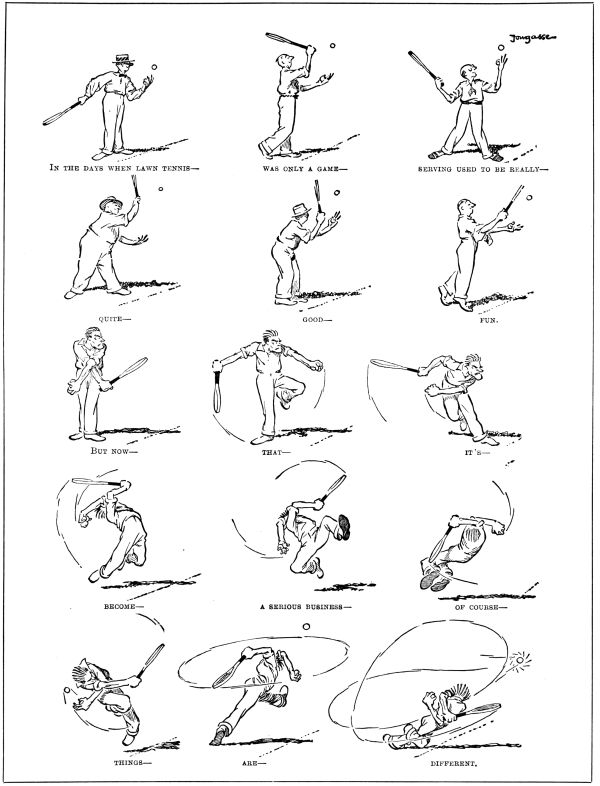 Fougasse
IN THE DAYS WHEN LAWN TENNIS—
WAS ONLY A GAME—
SERVING USED TO BE REALLY—
QUITE—
GOOD—
FUN.
BUT NOW—
THAT—
IT'S—
BECOME—
A SERIOUS BUSINESS—
OF COURSE—
THINGS—
ARE—
DIFFERENT.